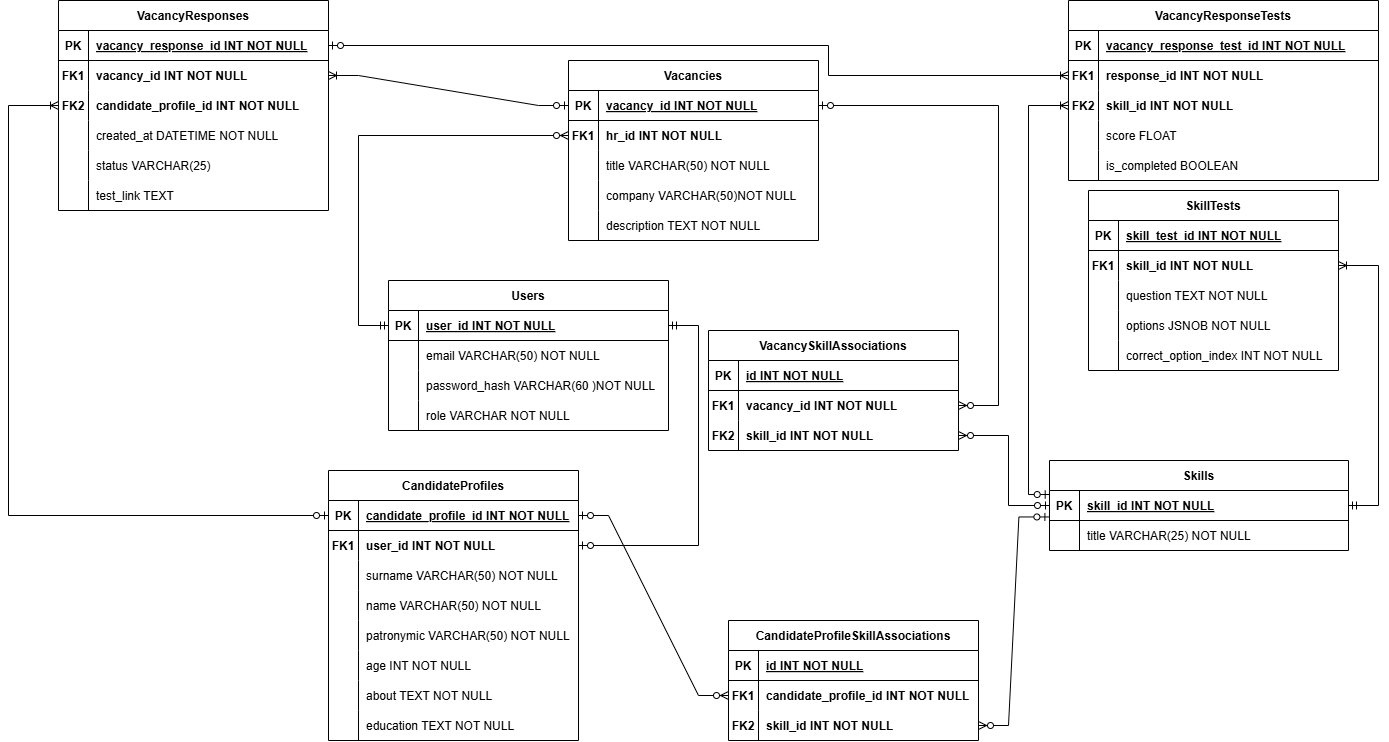 VacancyResponses
PK vacancy_response_id INT NOT NULL
FK1 vacancy_id INT NOT NULL
FK2 candidate_profile_id INT NOT NULL
created_at DATETIME NOT NULL
status VARCHAR(25)
test_link TEXT
Vacancies
PK vacancy_id INT NOT NULL
FK1 hr_id INT NOT NULL
title VARCHAR(50) NOT NULL
company VARCHAR(50)NOT NULL
description TEXT NOT NULL
VacancyResponseTests
PK vacancy_response_test_id INT NOT NULL
FK1 response_id INT NOT NULL
FK2 skill_id INT NOT NULL
score FLOAT
is_completed BOOLEAN
SkillTests
PK skill_test_id INT NOT NULL
FK1 skill_id INT NOT NULL
question TEXT NOT NULL
options JSNOB NOT NULL
correct_option_index INT NOT NULL
Users
PK user_id INT NOT NULL
email VARCHAR(50) NOT NULL
password_hash VARCHAR(60 )NOT NULL
role VARCHAR NOT NULL
VacancySkillAssociations
PK id INT NOT NULL
FK1 vacancy_id INT NOT NULL
FK2 skill_id INT NOT NULL
Skills
PK skill_id INT NOT NULL
title VARCHAR(25) NOT NULL
CandidateProfiles
PK candidate_profile_id INT NOT NULL
FK1 user_id INT NOT NULL
surname VARCHAR(50) NOT NULL
name VARCHAR(50) NOT NULL
patronymic VARCHAR(50) NOT NULL
age INT NOT NULL
about TEXT NOT NULL
education TEXT NOT NULL
CandidateProfileSkillAssociations
PK id INT NOT NULL
FK1 candidate_profile_id INT NOT NULL
FK2 skill_id INT NOT NULL